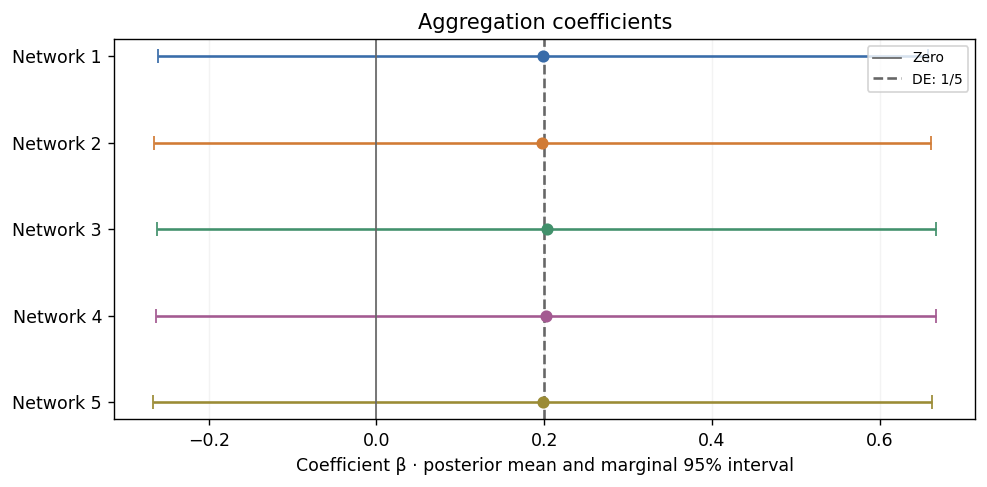 Aggregation coefficients
Network 1
Zero
DE: 1/5
Network 2
Network 3
Network 4
Network 5
−0.2 0.0 0.2 0.4 0.6
Coefficient β · posterior mean and marginal 95% interval